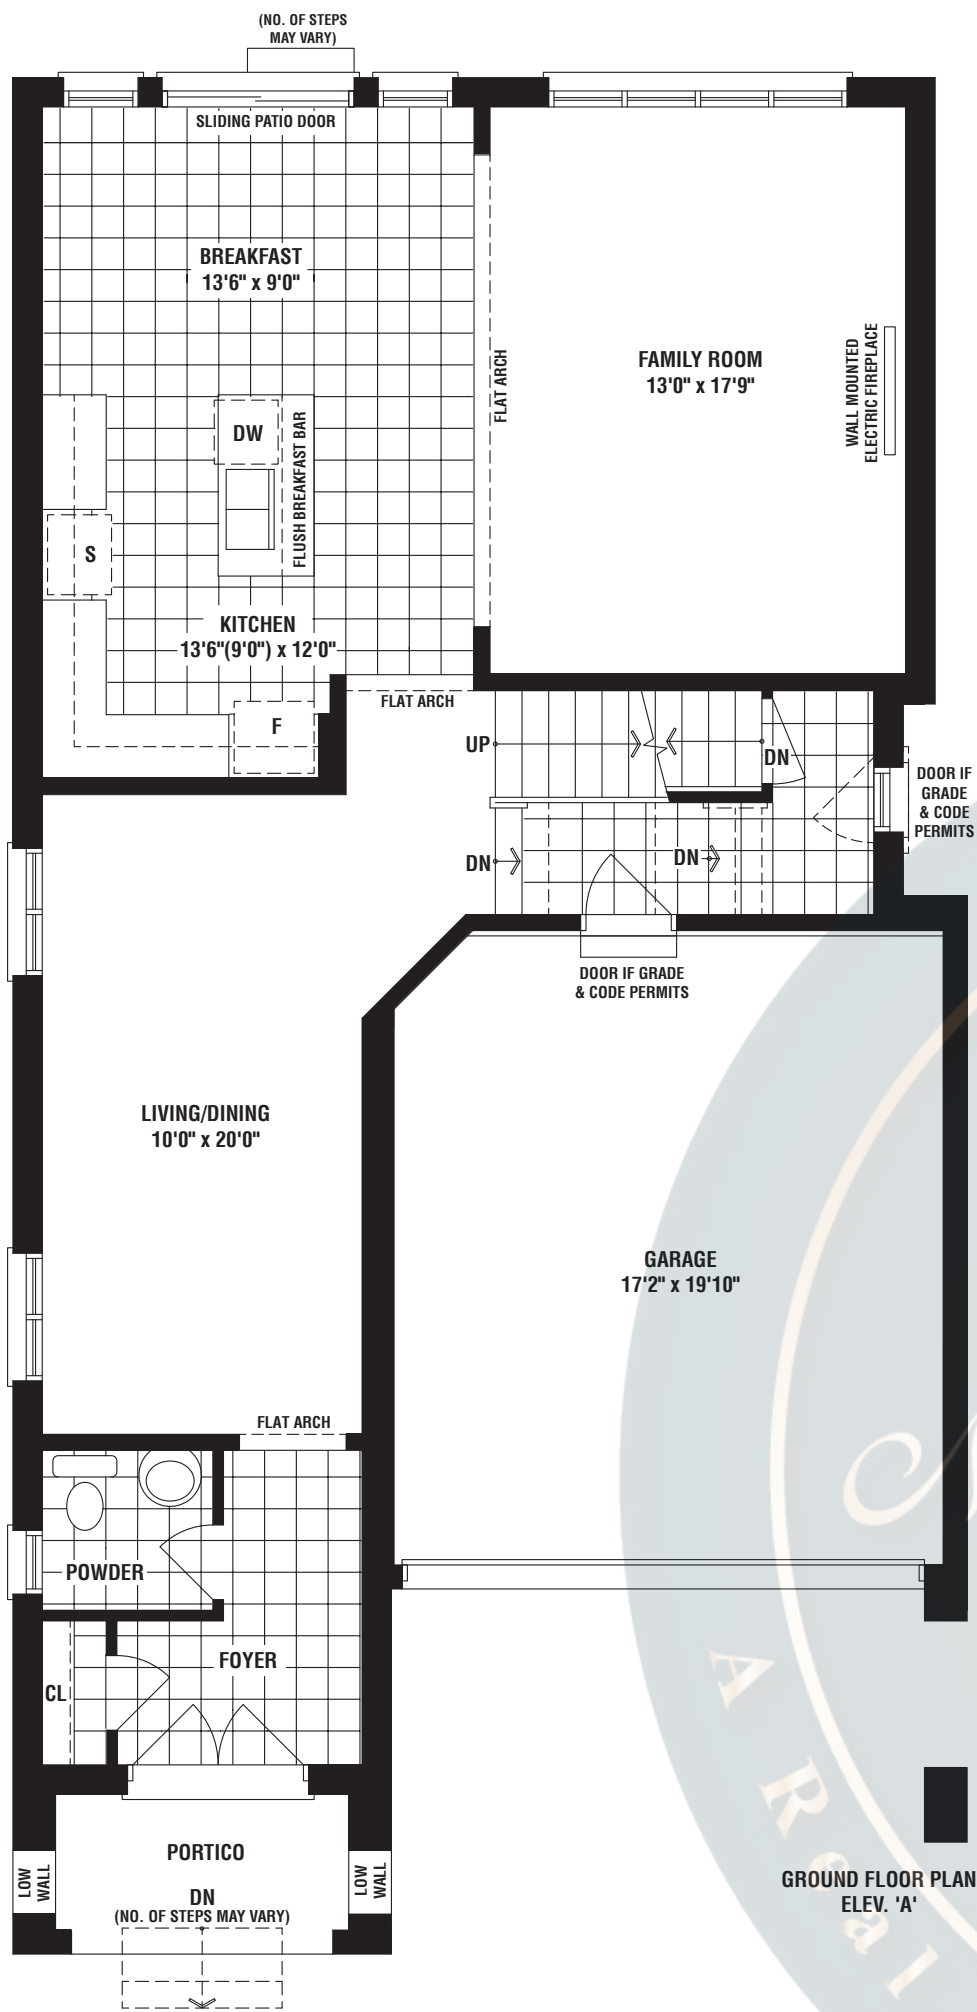 (NO. OF STEPS
MAY VARY)
SLIDING PATIO DOOR
BREAKFAST
13'6" x 9'0"
FAMILY ROOM
13'0" x 17'9"
WALL MOUNTED
ELECTRIC FIREPLACE
FLAT ARCH
DW
FLUSH BREAKFAST BAR
S
KITCHEN
13'6"(9'0") x 12'0"
F
FLAT ARCH
UP
DN
DOOR IF
GRADE
& CODE
PERMITS
DN
DN
DOOR IF GRADE
& CODE PERMITS
LIVING/DINING
10'0" x 20'0"
GARAGE
17'2" x 19'10"
FLAT ARCH
POWDER
FOYER
CL
PORTICO
LOW
WALL
LOW
WALL
DN
(NO. OF STEPS MAY VARY)
GROUND FLOOR PLAN
ELEV. 'A'
A Real